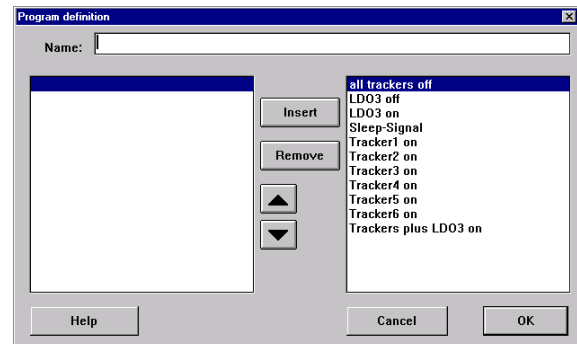 Program definition
Name:
Insert
Remove
all trackers off
LDO3 off
LDO3 on
Sleep-Signal
Tracker1 on
Tracker2 on
Tracker3 on
Tracker4 on
Tracker5 on
Tracker6 on
Trackers plus LDO3 on
Help
Cancel
OK